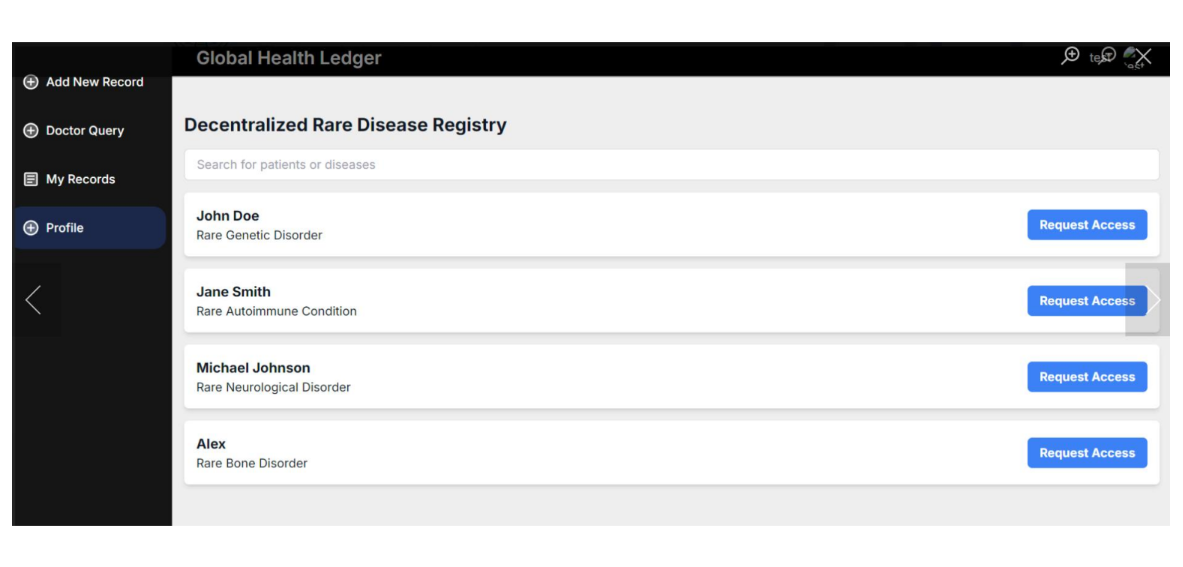 Global Health Ledger
Add New Record
Doctor Query
My Records
Profile
Decentralized Rare Disease Registry
Search for patients or diseases
John Doe
Rare Genetic Disorder
Request Access
Jane Smith
Rare Autoimmune Condition
Request Access
Michael Johnson
Rare Neurological Disorder
Request Access
Alex
Rare Bone Disorder
Request Access